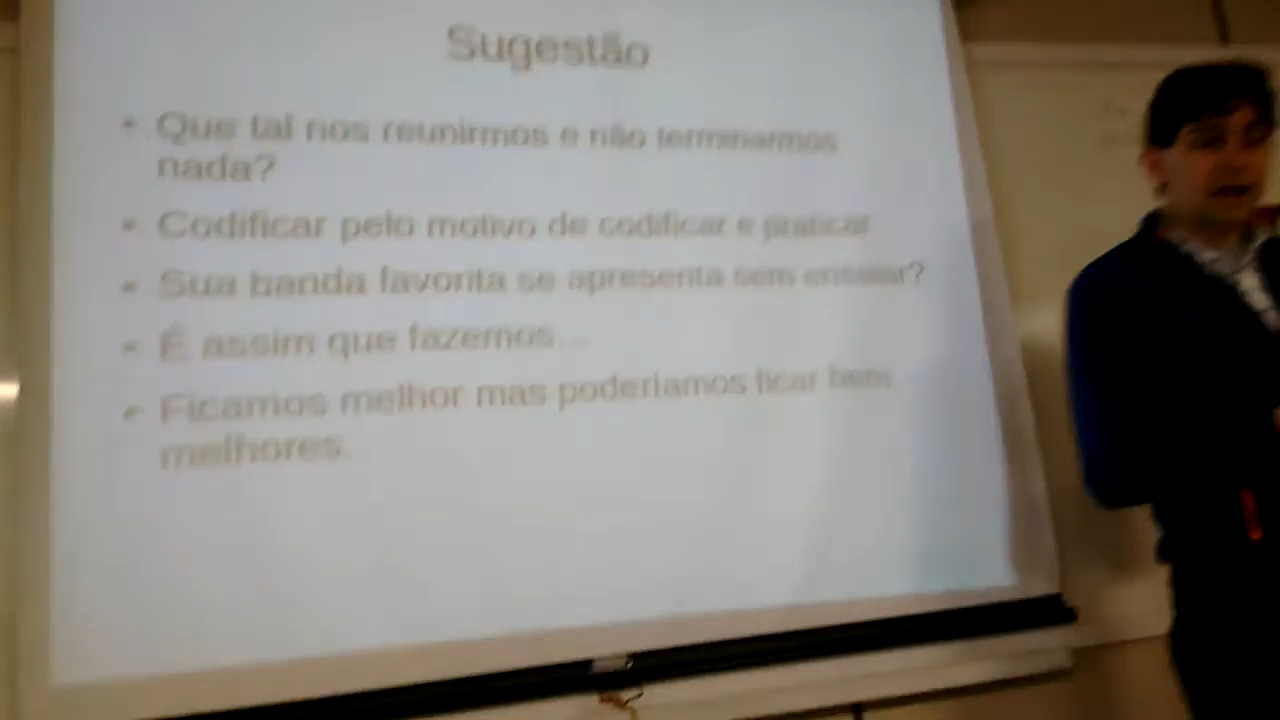 Sugestão
• Que tal nos reunirmos e não terminarmos
nada?
• Codificar pelo motivo de codificar e praticar
• Sua banda favorita se apresenta sem ensaiar?
• É assim que fazemos...
• Ficamos melhor mas poderíamos ficar bem
melhores.